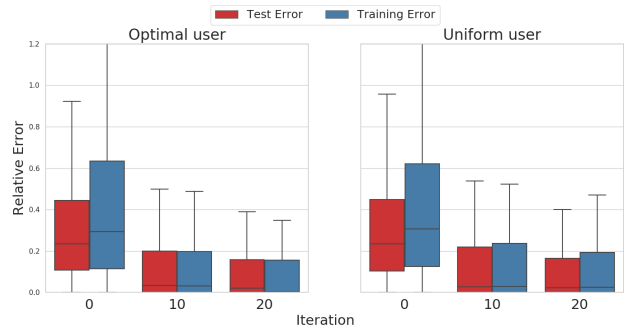 Test Error Training Error
Optimal user Uniform user
1.2
1.0
0.8
0.6
0.4
0.2
0.0
Relative Error
0 10 20 0 10 20
Iteration